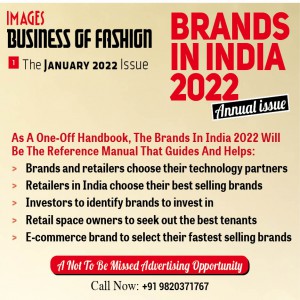 IMAGES
BUSINESS OF FASHION
1 The JANUARY 2022 Issue
BRANDS
IN INDIA
2022
Annual issue
As A One-Off Handbook, The Brands In India 2022 Will
Be The Reference Manual That Guides And Helps:
> Brands and retailers choose their technology partners
> Retailers in India choose their best selling brands
> Investors to identify brands to invest in
> Retail space owners to seek out the best tenants
> E-commerce brand to select their fastest selling brands
A Not To Be Missed Advertising Opportunity
Call Now: +91 9820371767